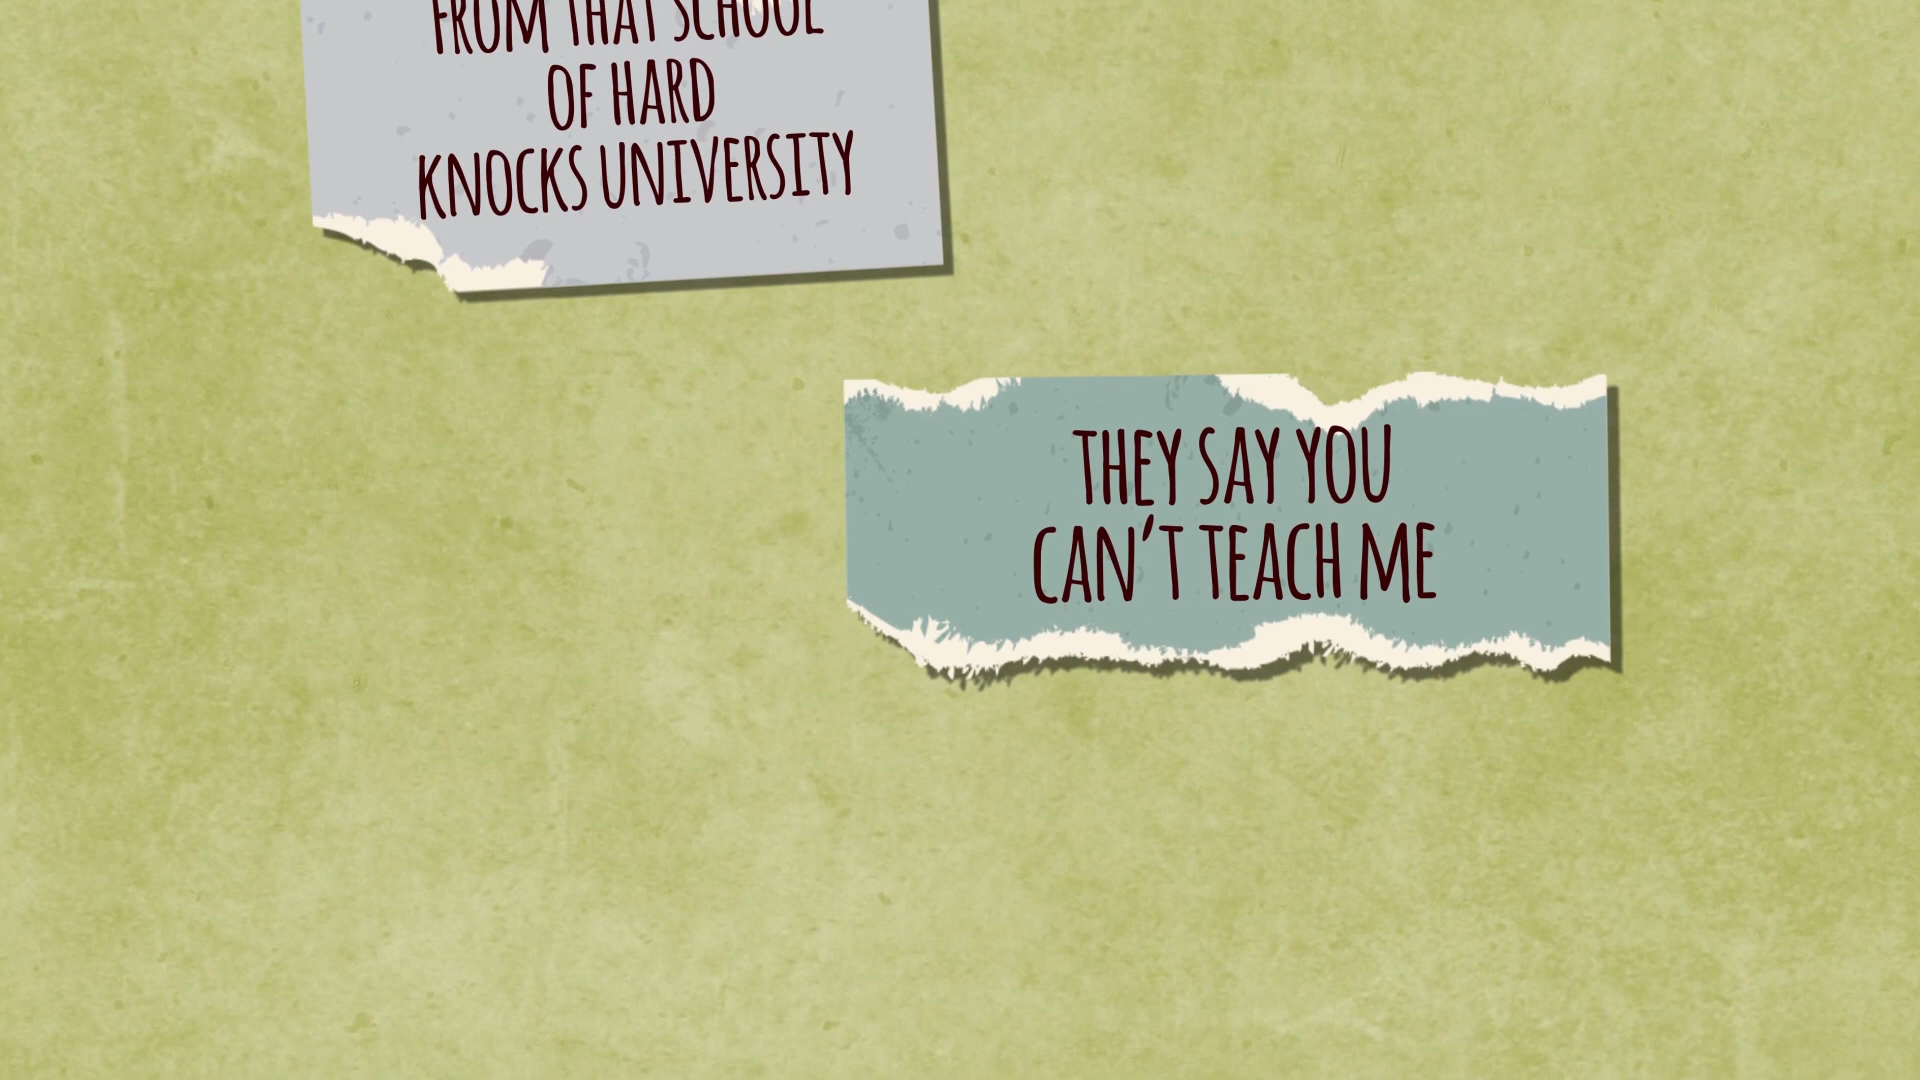 FROM THAT SCHOOL
OF HARD
KNOCKS UNIVERSITY
THEY SAY YOU
CAN'T TEACH ME